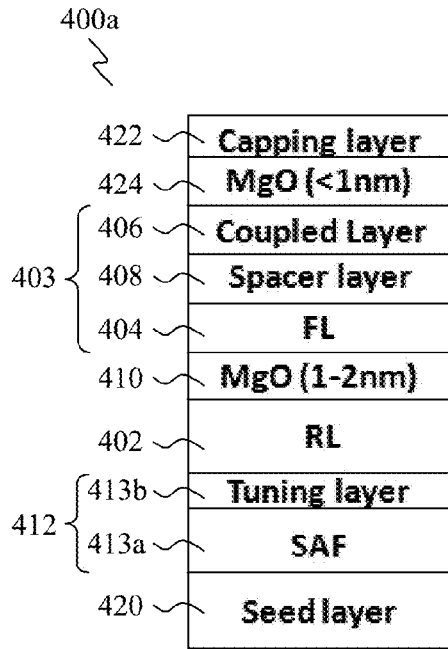 400a
422 Capping layer
424 MgO (<1nm)
406 Coupled Layer
403
408 Spacer layer
404 FL
410 MgO (1-2nm)
402 RL
413b Tuning layer
412
413a SAF
420 Seed layer